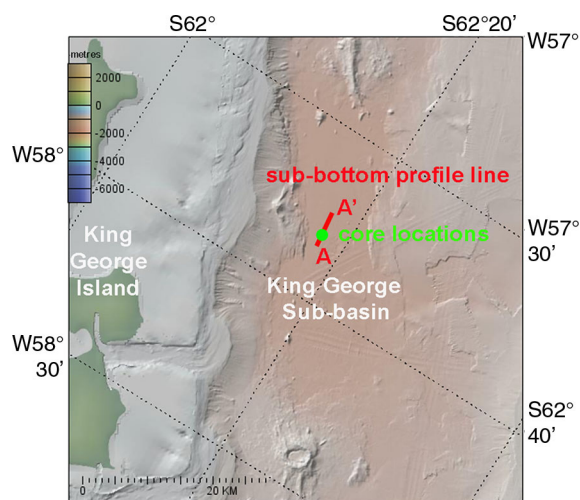 S62°
S62°20’
W57°
metres
2000
0
-2000
-4000
-6000
W58°
sub-bottom profile line
A’
core locations
A
W57°
30’
King
George
Island
King George
Sub-basin
W58°
30’
S62°
40’
0
20 KM